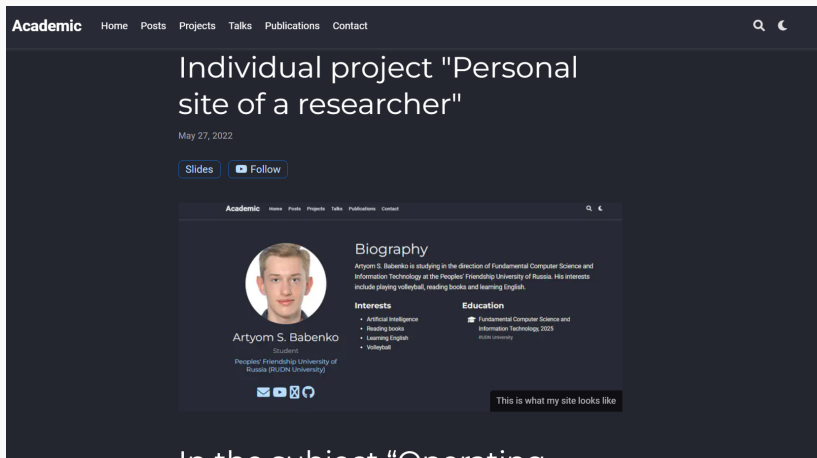 Academic Home Posts Projects Talks Publications Contact
Individual project "Personal
site of a researcher"
May 27, 2022
Slides Follow
Academic Home Posts Projects Talks Publications Contact
Biography
Artyom S. Babenko is studying in the direction of Fundamental Computer Science and
Information Technology at the Peoples' Friendship University of Russia. His interests
include playing volleyball, reading books and learning English.
Interests
Artificial Intelligence
Reading books
Learning English
Volleyball
Education
Fundamental Computer Science and
Information Technology, 2025
RUDN University
Artyom S. Babenko
Student
Peoples' Friendship University of
Russia (RUDN University)
This is what my site looks like
In the subject “Operating